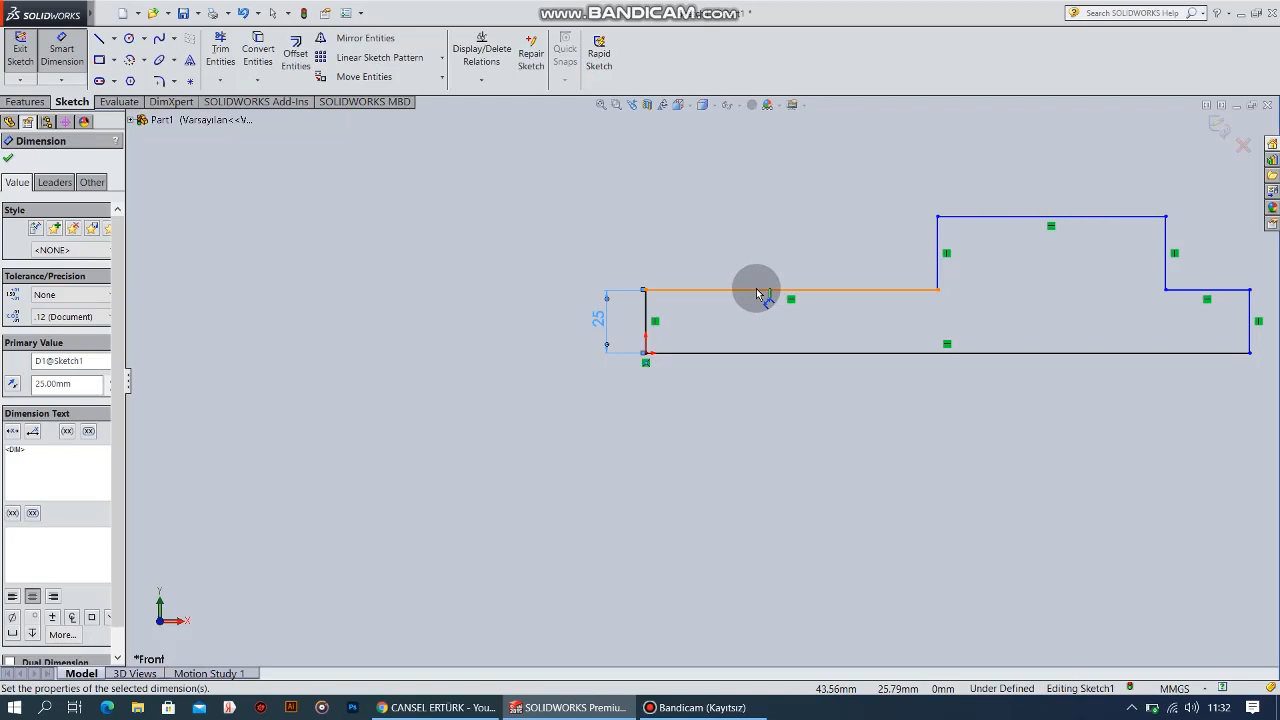 SOLIDWORKS
www.BANDICAM.com
1 *
Search SOLIDWORKS Help
Exit Sketch
Smart Dimension
Trim Entities
Convert Entities
Offset Entities
Mirror Entities
Linear Sketch Pattern
Move Entities
Display/Delete Relations
Repair Sketch
Quick Snaps
Rapid Sketch
Features
Sketch
Evaluate
DimXpert
SOLIDWORKS Add-Ins
SOLIDWORKS MBD
Part1 (Varsayılan<<V...
Dimension
?
Value
Leaders
Other
Style
<NONE>
Tolerance/Precision
None
.12 (Document)
Primary Value
D1@Sketch1
25.00mm
Dimension Text
<DIM>
More...
Dual Dimension
25
Y
X
*Front
Model
3D Views
Motion Study 1
Set the properties of the selected dimension(s).
43.56mm
25.79mm
0mm
Under Defined
Editing Sketch1
MMGS
CANSEL ERTÜRK - You...
SOLIDWORKS Premiu...
Bandicam (Kayıtsız)
11:32